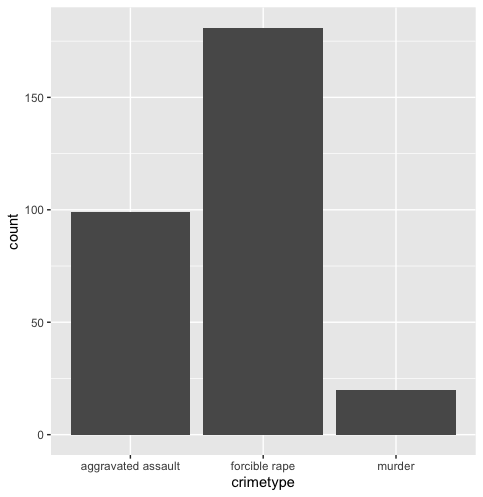 150
100
50
0
count
aggravated assault
forcible rape
murder
crimetype